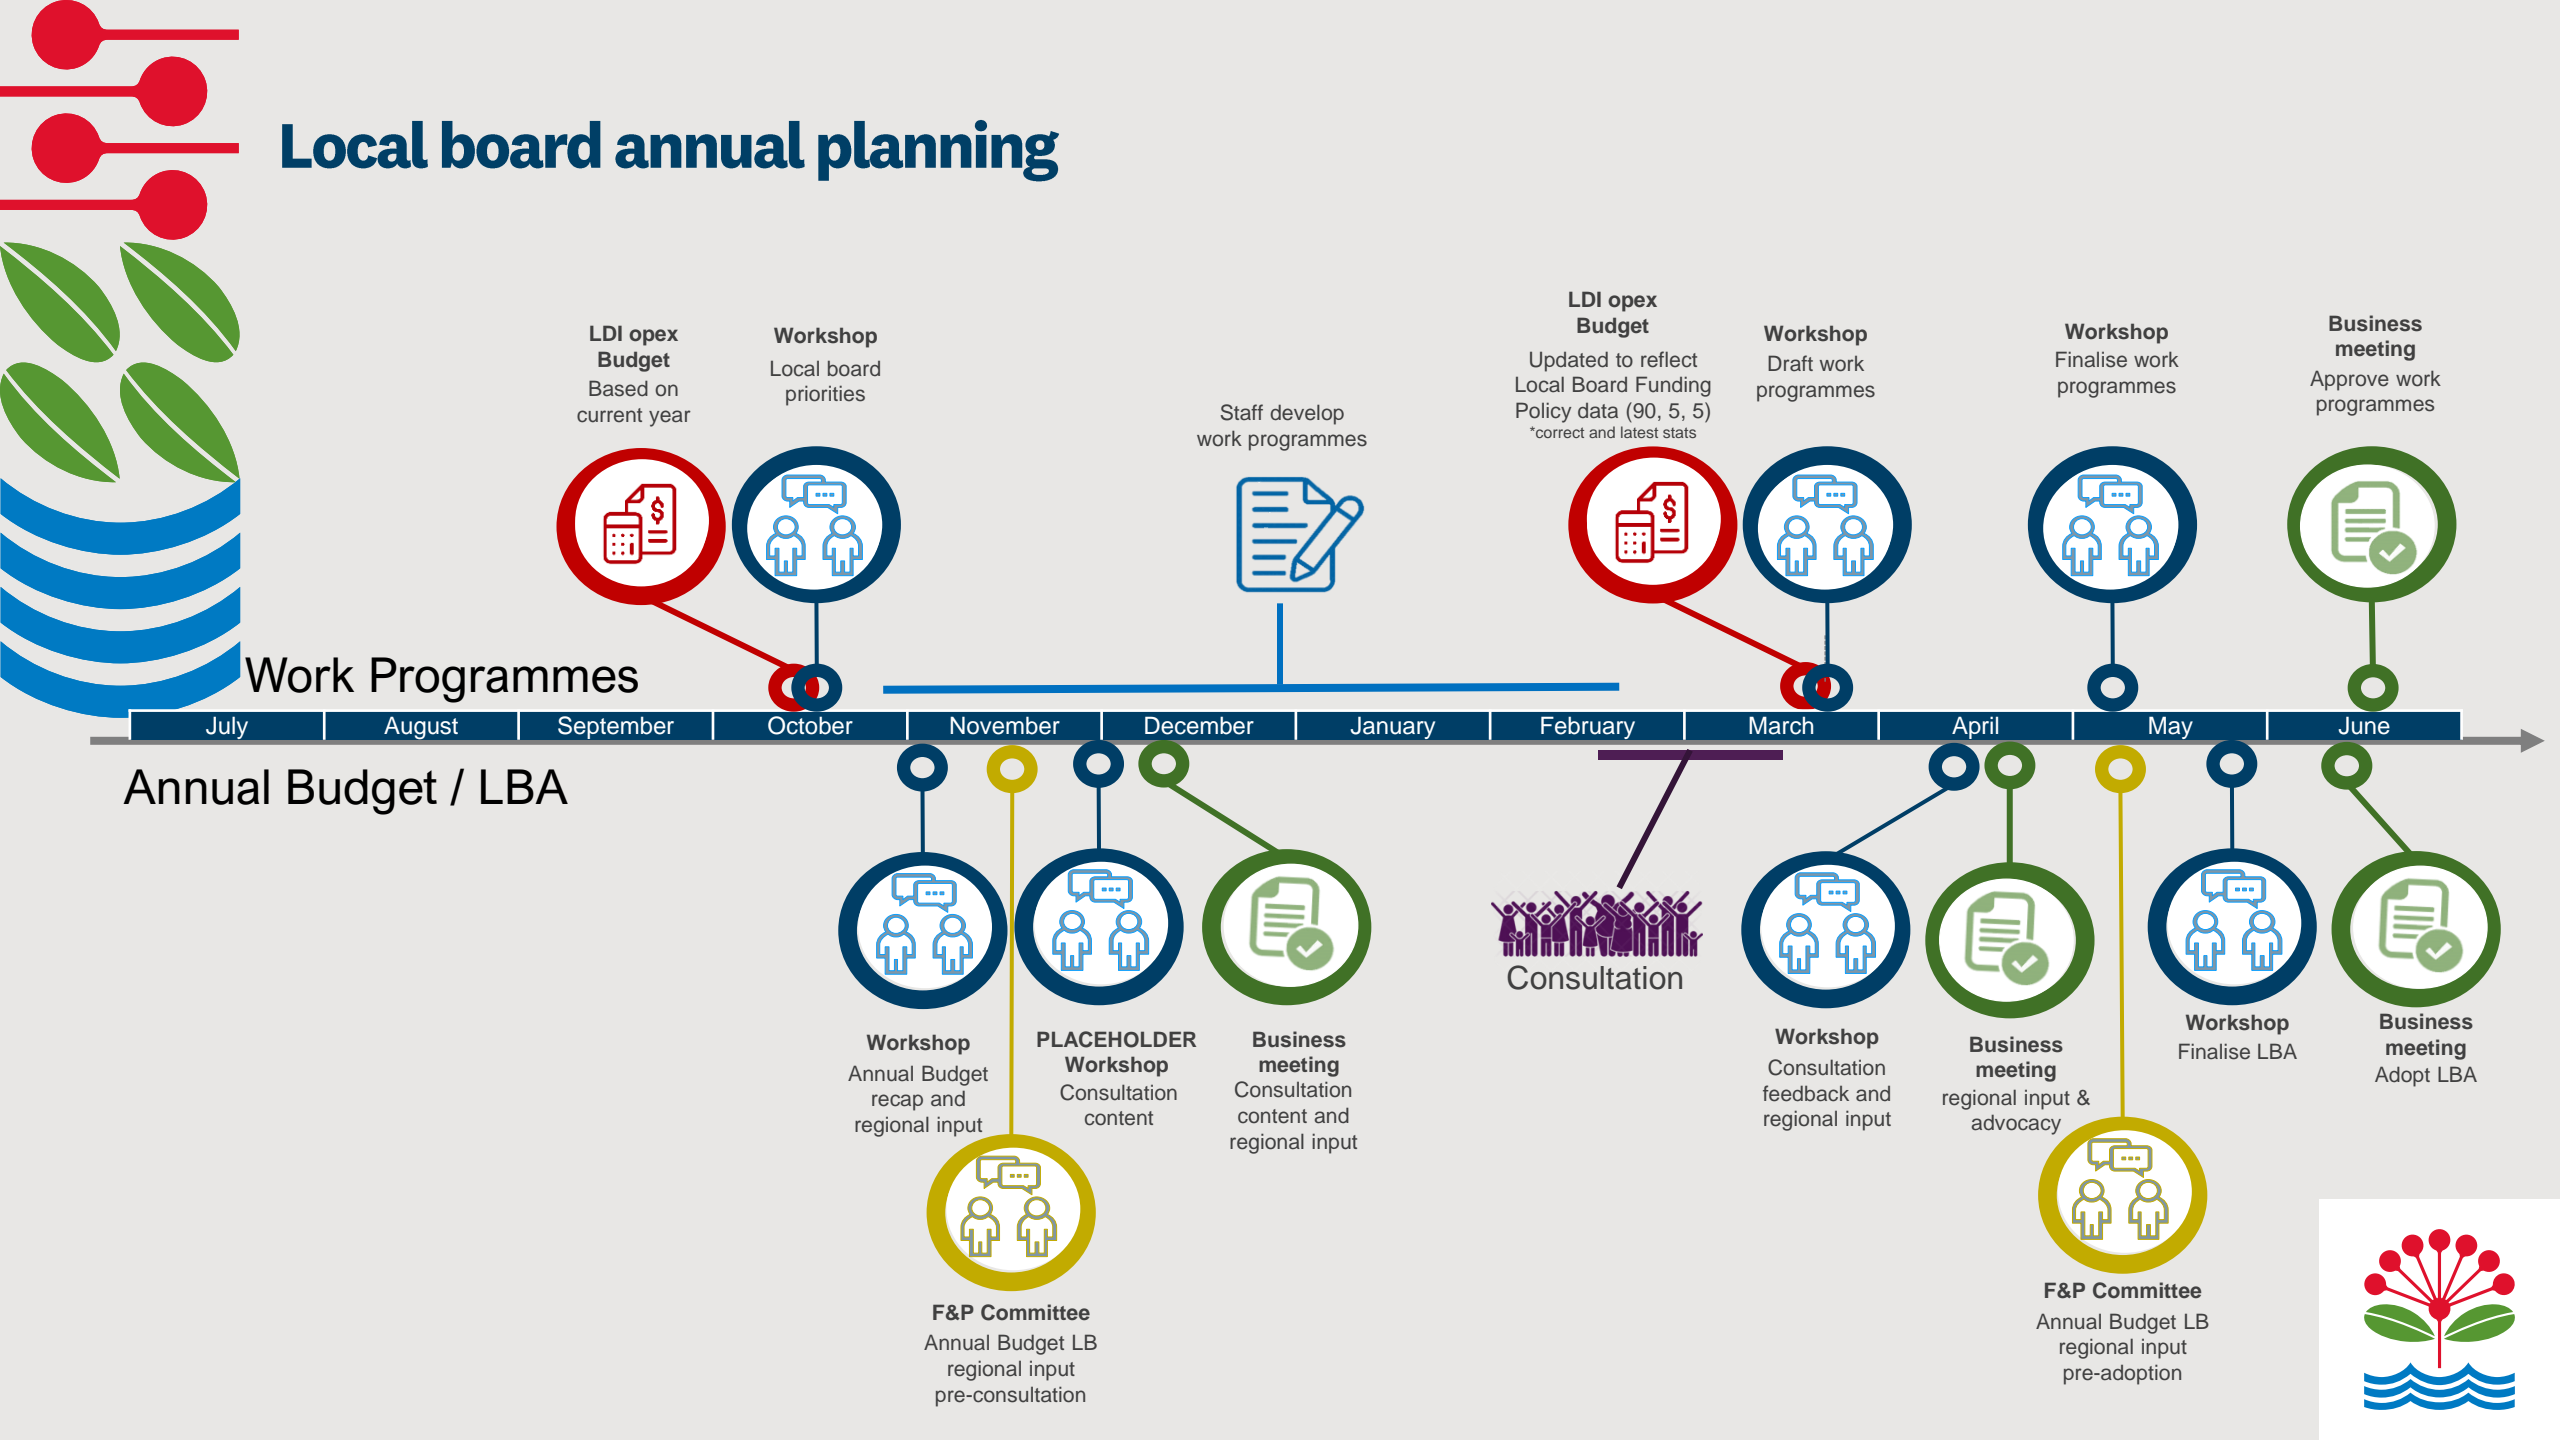 Local board annual planning
LDI opex
Budget
Based on
current year
Workshop
Local board
priorities
Staff develop
work programmes
LDI opex
Budget
Updated to reflect
Local Board Funding
Policy data (90, 5, 5)
*correct and latest stats
Workshop
Draft work
programmes
Workshop
Finalise work
programmes
Business
meeting
Approve work
programmes
Work Programmes
July August September October November December January February March April May June
Annual Budget / LBA
Workshop
Annual Budget
recap and
regional input
PLACEHOLDER
Workshop
Consultation
content
Business
meeting
Consultation
content and
regional input
Consultation
Workshop
Consultation
feedback and
regional input
Business
meeting
regional input &
advocacy
Workshop
Finalise LBA
Business
meeting
Adopt LBA
F&P Committee
Annual Budget LB
regional input
pre-consultation
F&P Committee
Annual Budget LB
regional input
pre-adoption